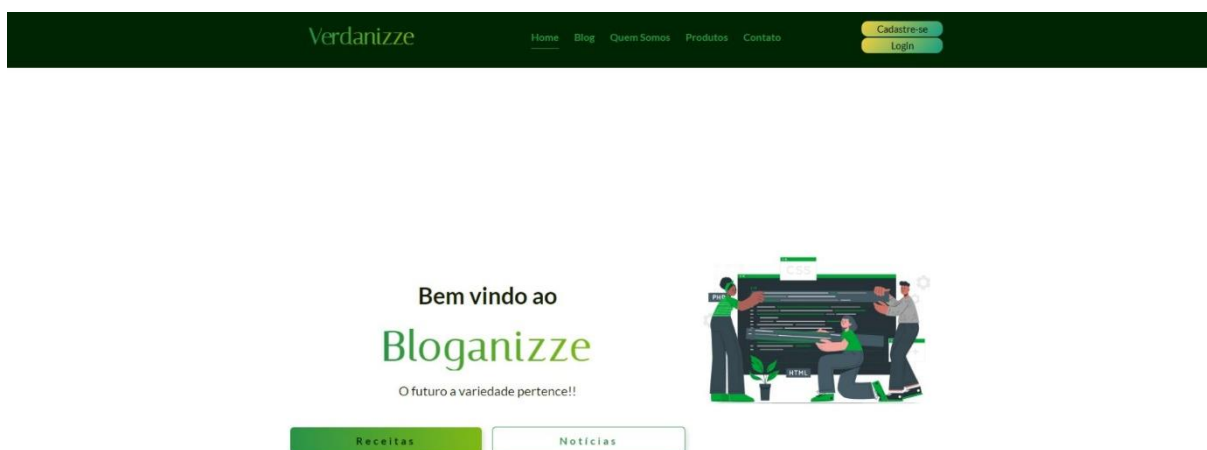 Verdanizze
Home Blog Quem Somos Produtos Contato
Cadastre-se
Login
CSS
PHP
HTML
Bem vindo ao
Bloganizze
O futuro a variedade pertence!!
Receitas Notícias